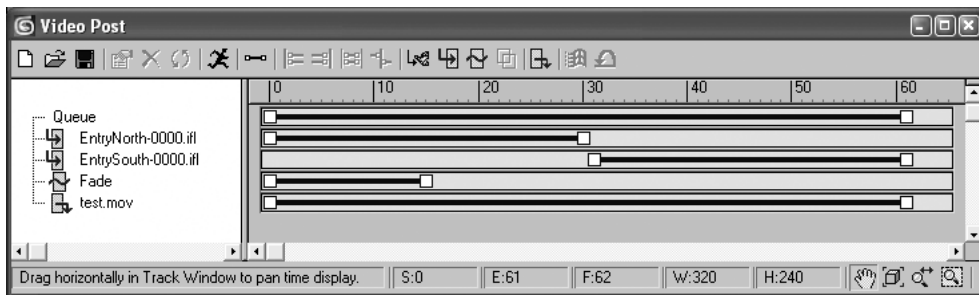 Video Post
0 10 20 30 40 50 60
Queue
EntryNorth-0000.ifl
EntrySouth-0000.ifl
Fade
test.mov
Drag horizontally in Track Window to pan time display. S:0 E:61 F:62 W:320 H:240